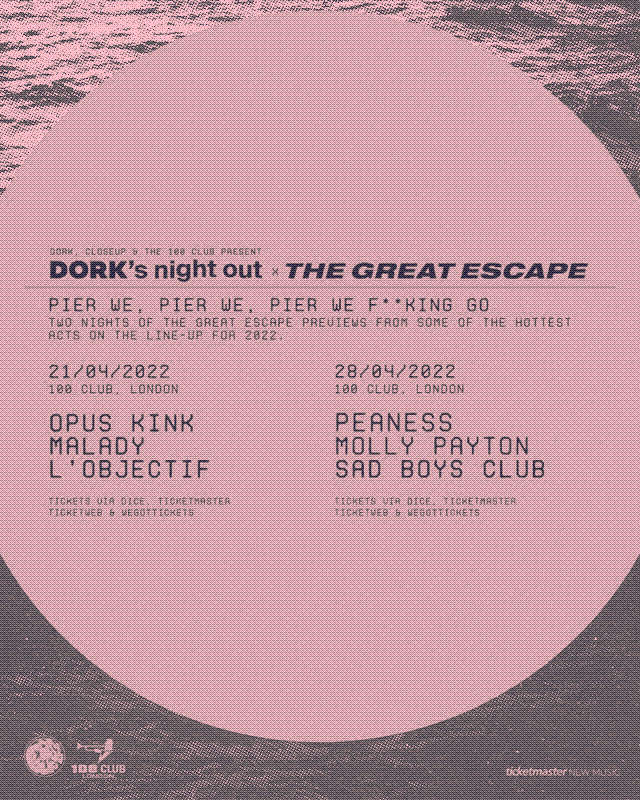 DORK, CLOSEUP & THE 100 CLUB PRESENT
DORK's night out × THE GREAT ESCAPE
PIER WE, PIER WE, PIER WE F**KING GO
TWO NIGHTS OF THE GREAT ESCAPE PREVIEWS FROM SOME OF THE HOTTEST
ACTS ON THE LINE-UP FOR 2022.
21/04/2022
100 CLUB, LONDON
OPUS KINK
MALADY
L'OBJECTIF
TICKETS VIA DICE, TICKETMASTER
TICKETWEB & WEGOTTICKETS
28/04/2022
100 CLUB, LONDON
PEANESS
MOLLY PAYTON
SAD BOYS CLUB
TICKETS VIA DICE, TICKETMASTER
TICKETWEB & WEGOTTICKETS
100 CLUB
LONDON
ticketmaster NEW MUSIC